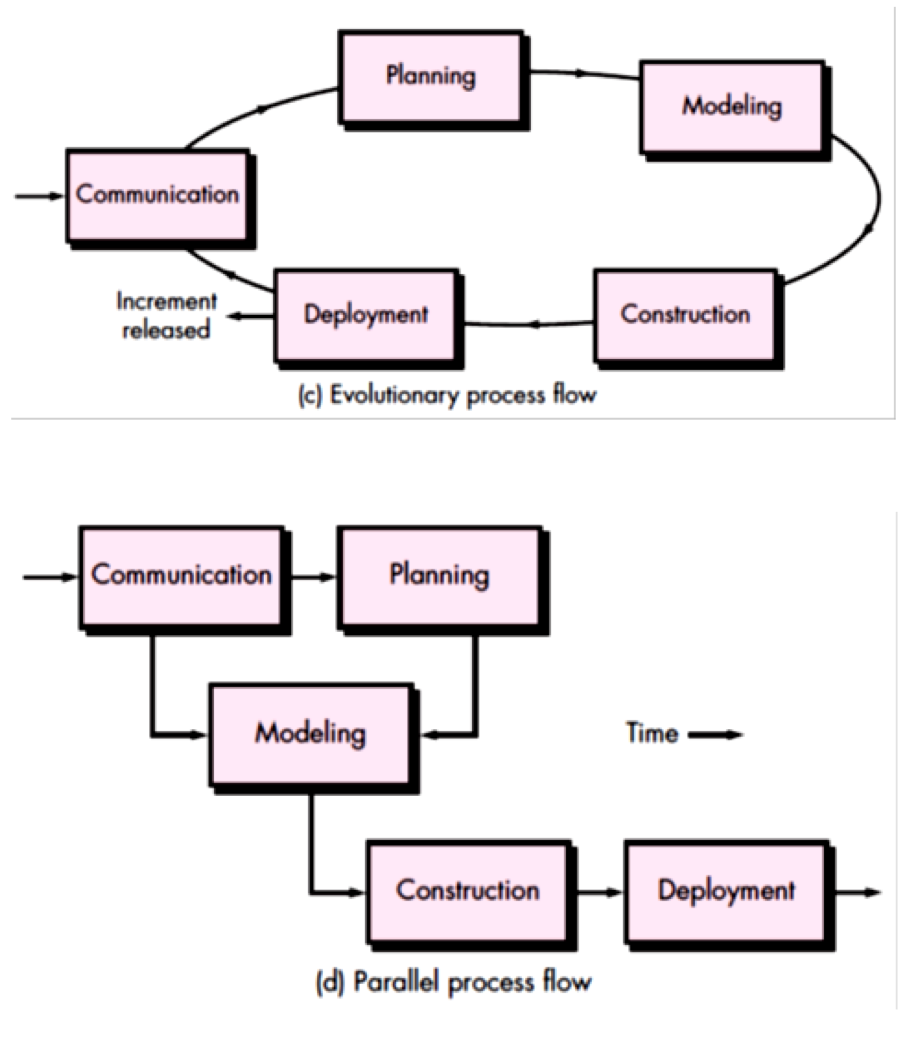 Planning
Modeling
Communication
Increment
released
Deployment
Construction
(c) Evolutionary process flow
Communication
Planning
Modeling
Time
Construction
Deployment
(d) Parallel process flow